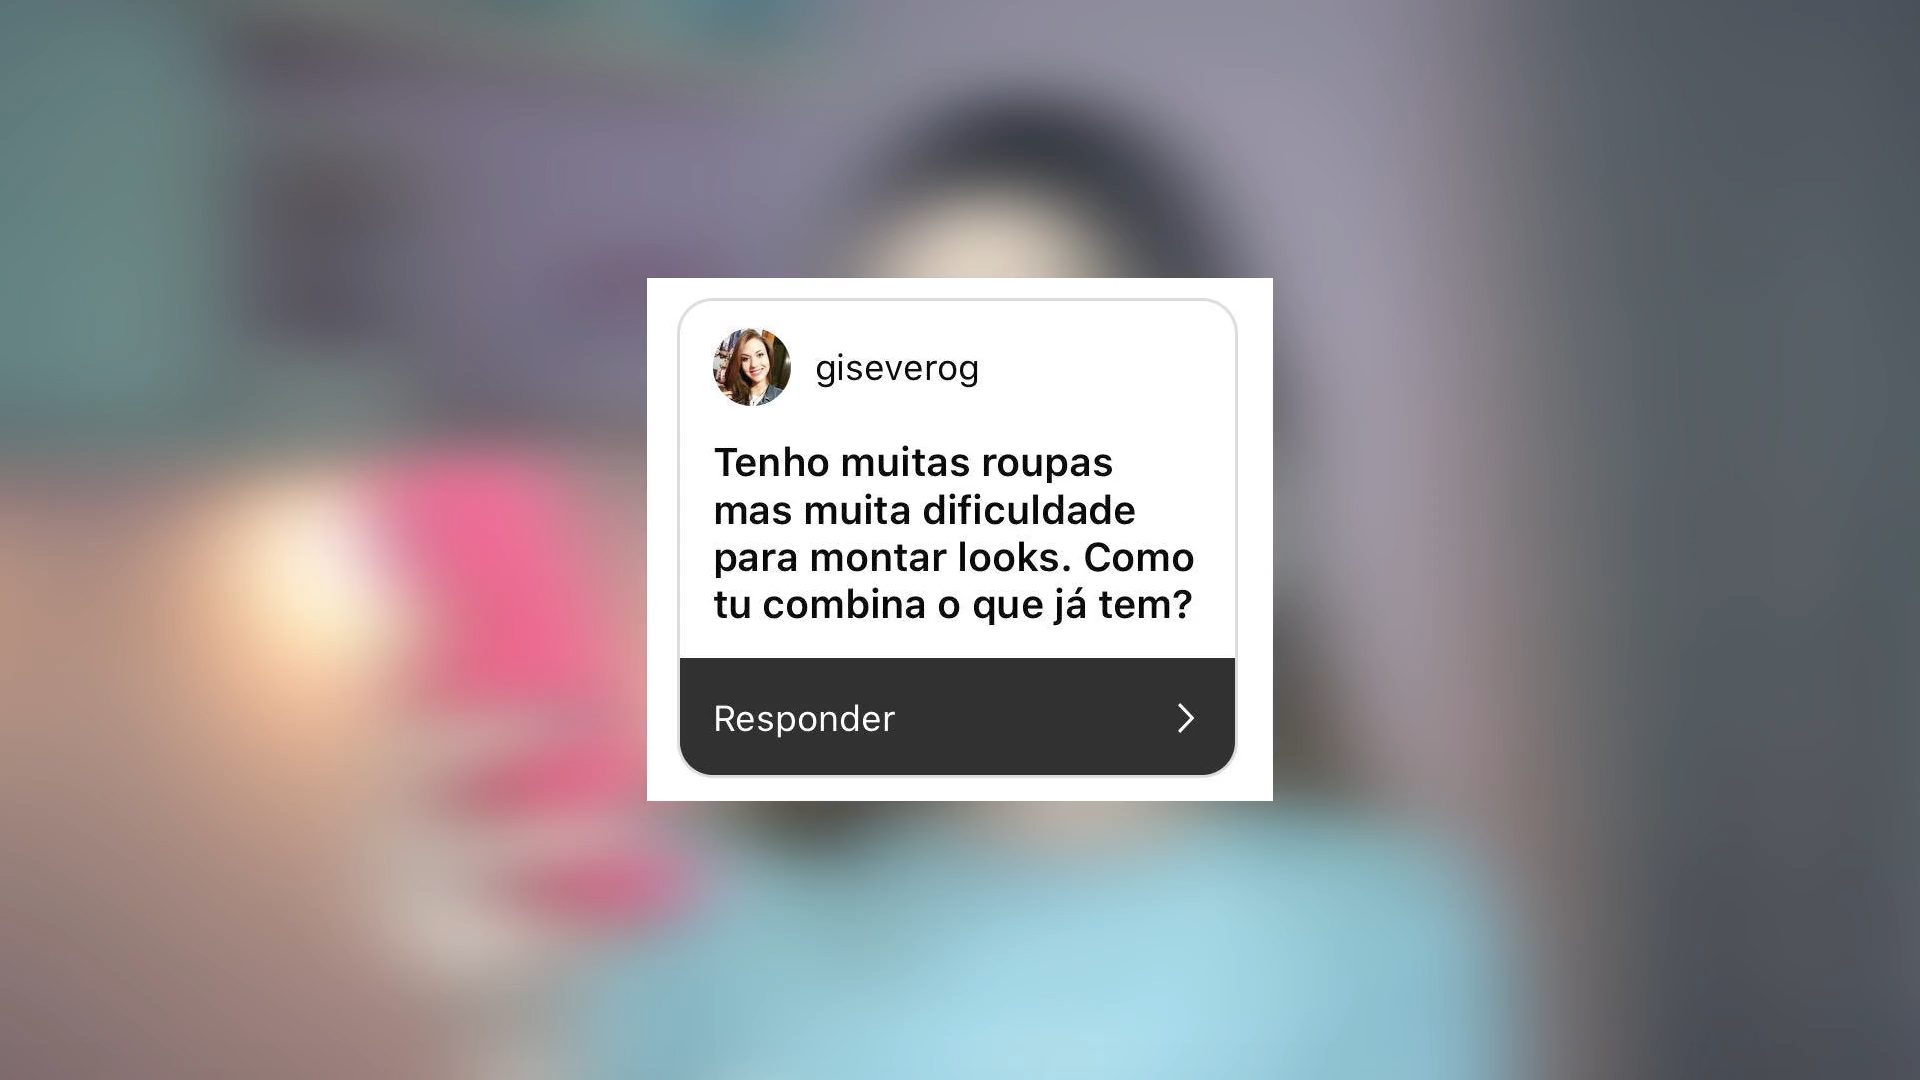 giseverog
Tenho muitas roupas
mas muita dificuldade
para montar looks. Como
tu combina o que já tem?
Responder